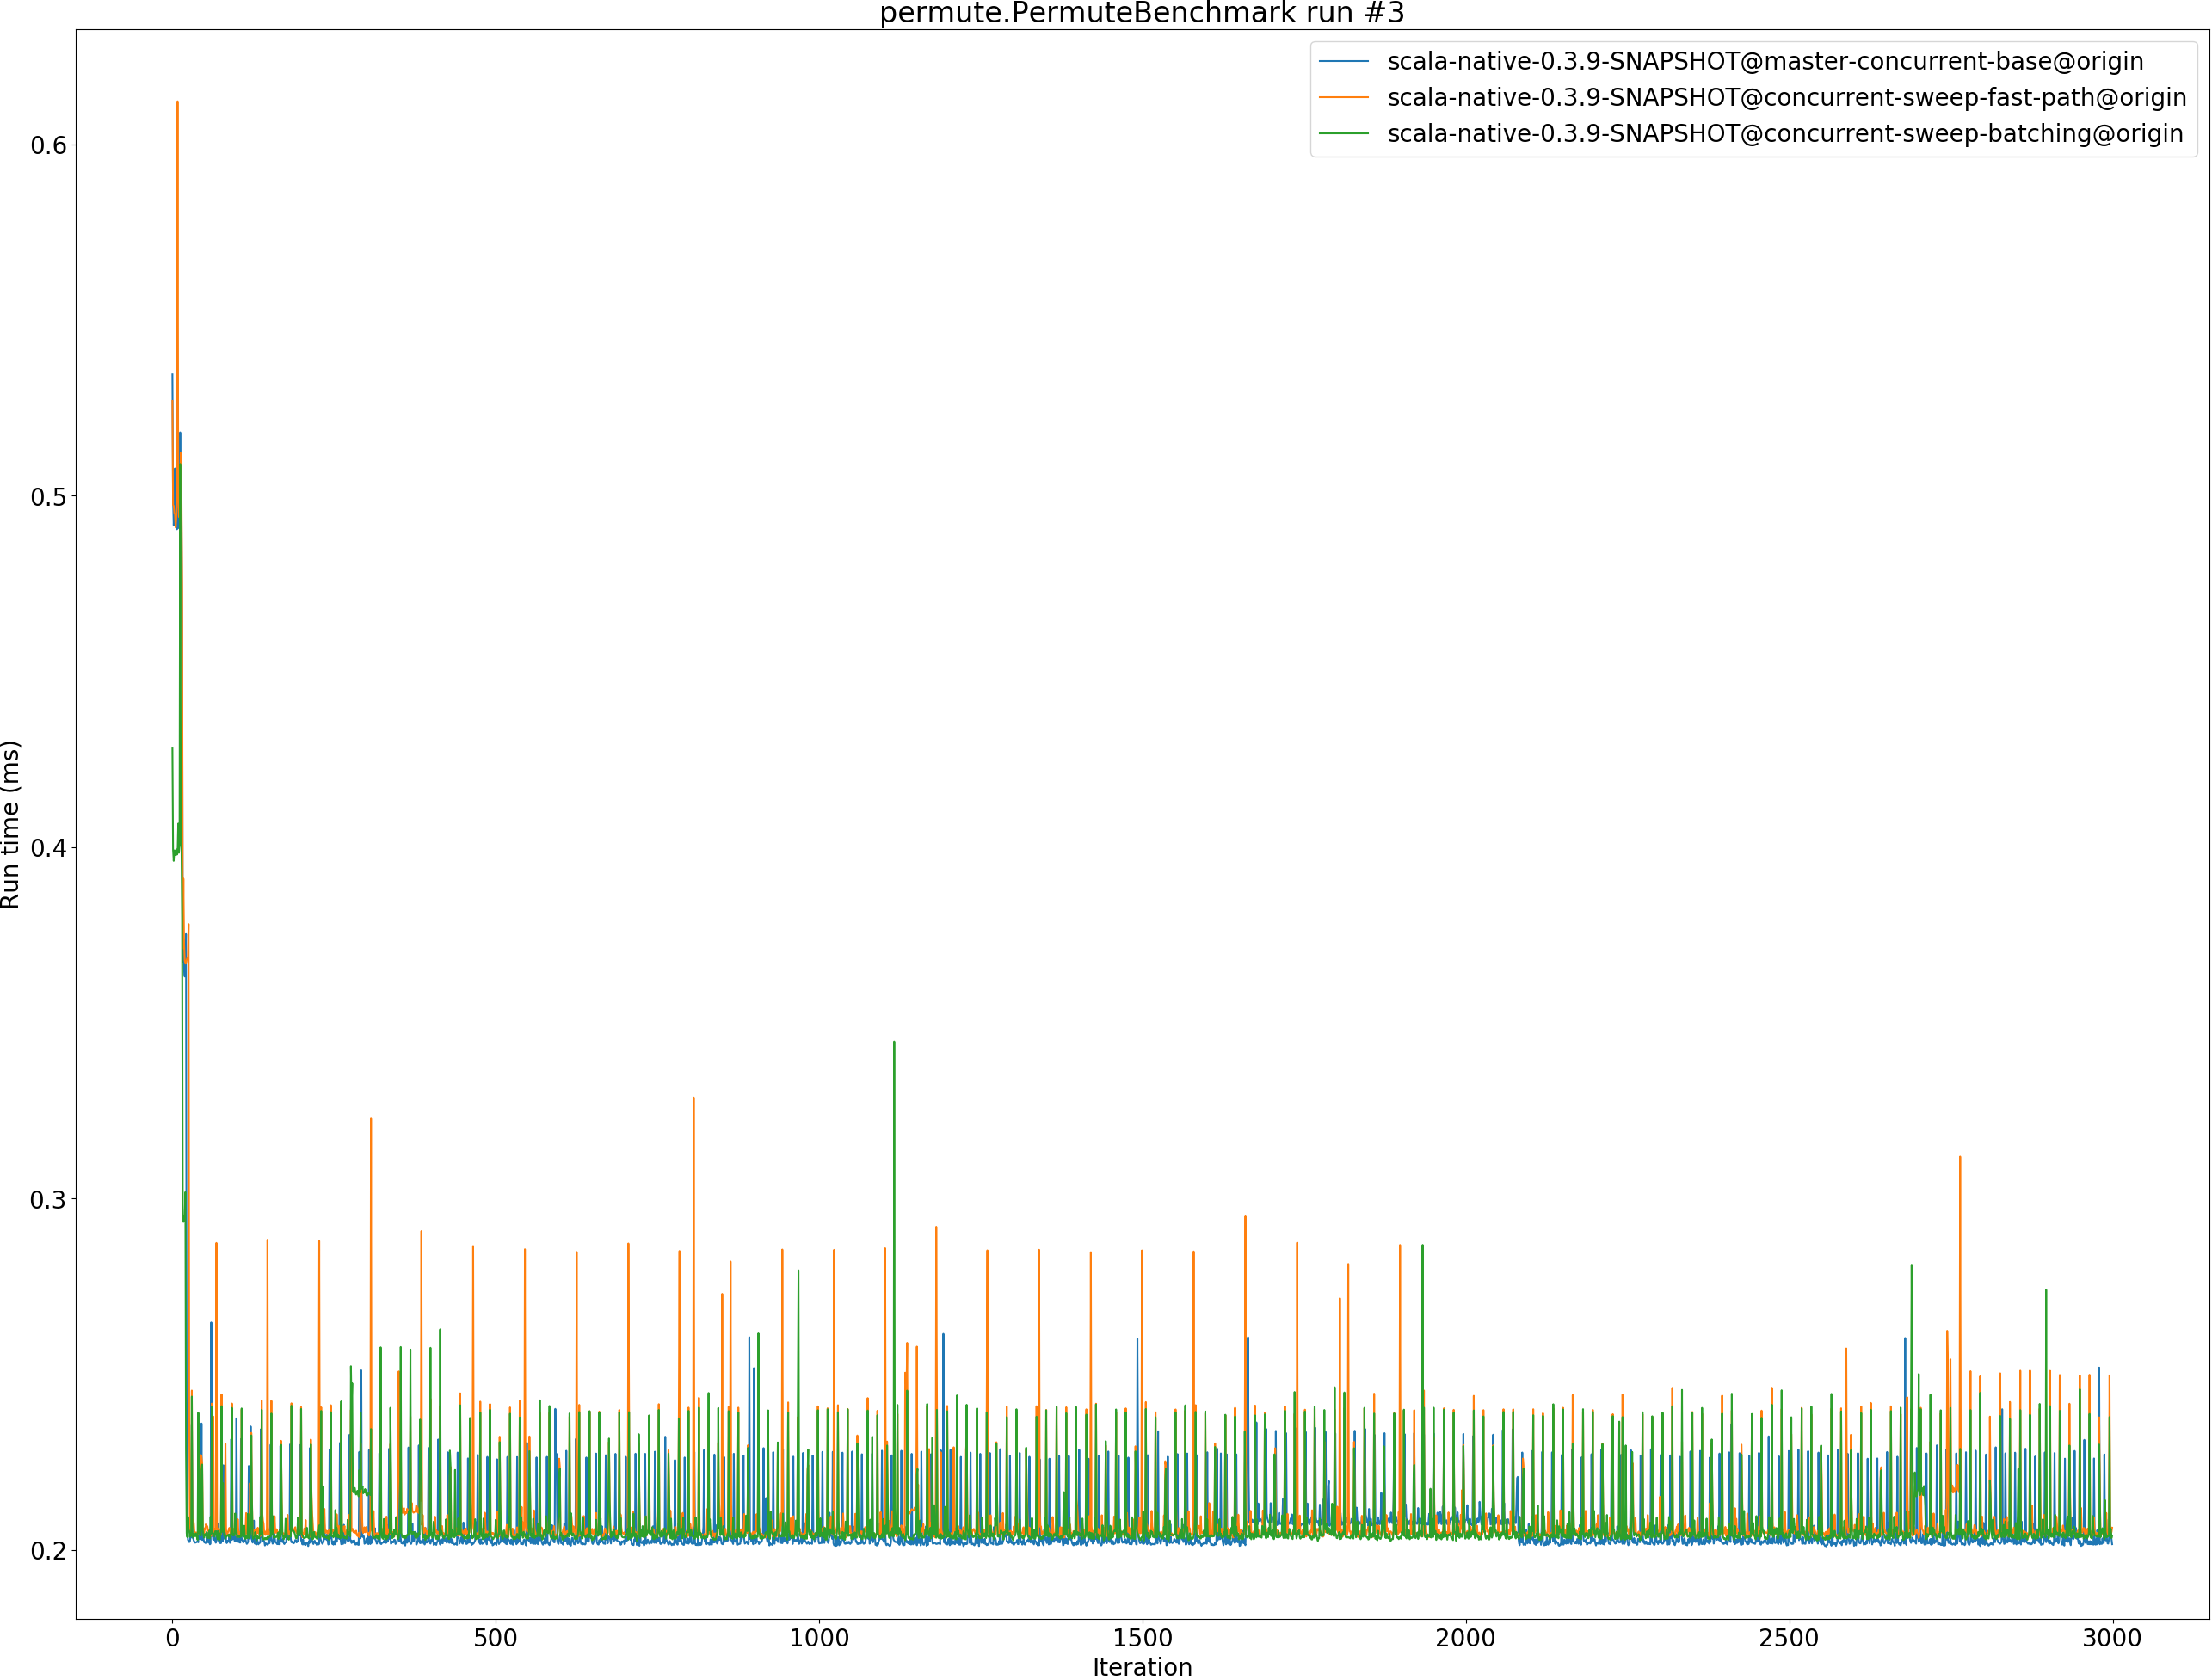 permute.PermuteBenchmark run #3
scala-native-0.3.9-SNAPSHOT@master-concurrent-base@origin
scala-native-0.3.9-SNAPSHOT@concurrent-sweep-fast-path@origin
scala-native-0.3.9-SNAPSHOT@concurrent-sweep-batching@origin
0.6
0.5
0.4
0.3
0.2
Run time (ms)
0 500 1000 1500 2000 2500 3000
Iteration